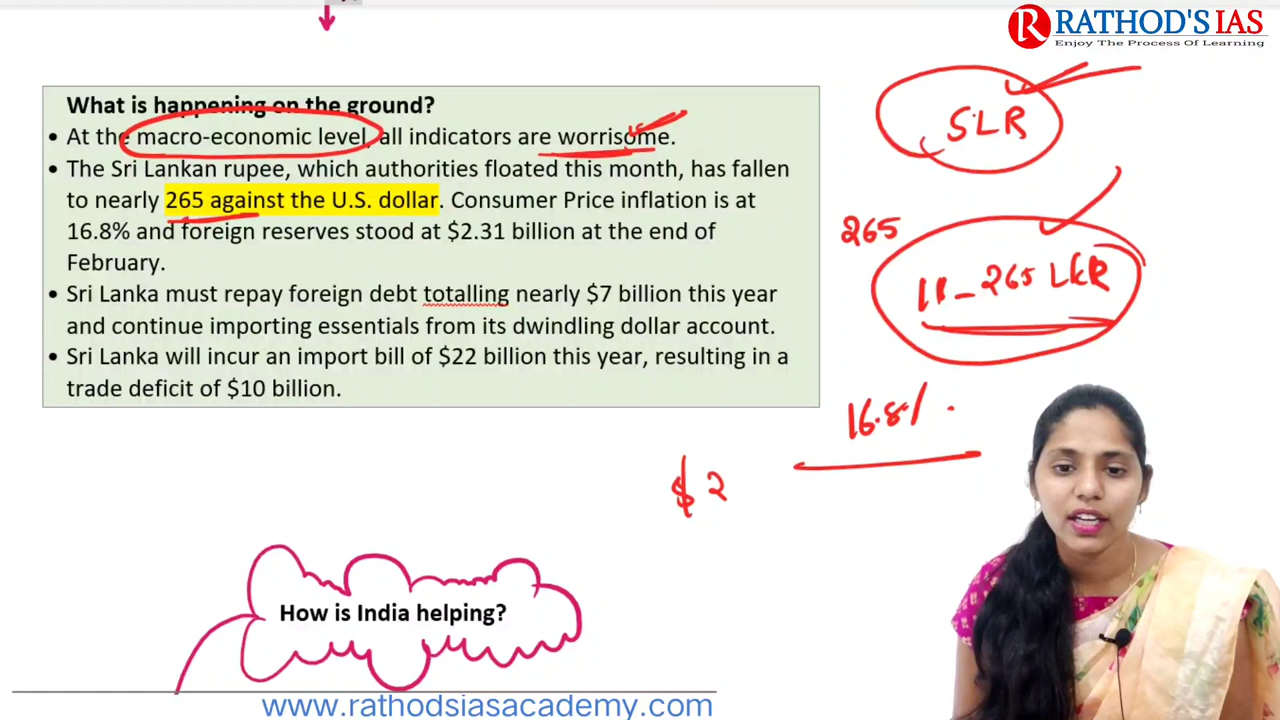 RATHOD'S IAS
Enjoy The Process Of Learning
What is happening on the ground?
• At the macro-economic level, all indicators are worrisome.
• The Sri Lankan rupee, which authorities floated this month, has fallen
to nearly 265 against the U.S. dollar. Consumer Price inflation is at
16.8% and foreign reserves stood at $2.31 billion at the end of
February.
• Sri Lanka must repay foreign debt totalling nearly $7 billion this year
and continue importing essentials from its dwindling dollar account.
• Sri Lanka will incur an import bill of $22 billion this year, resulting in a
trade deficit of $10 billion.
SLR
265
265 LKR
16.8%
$2
How is India helping?
www.rathodsiasacademy.com